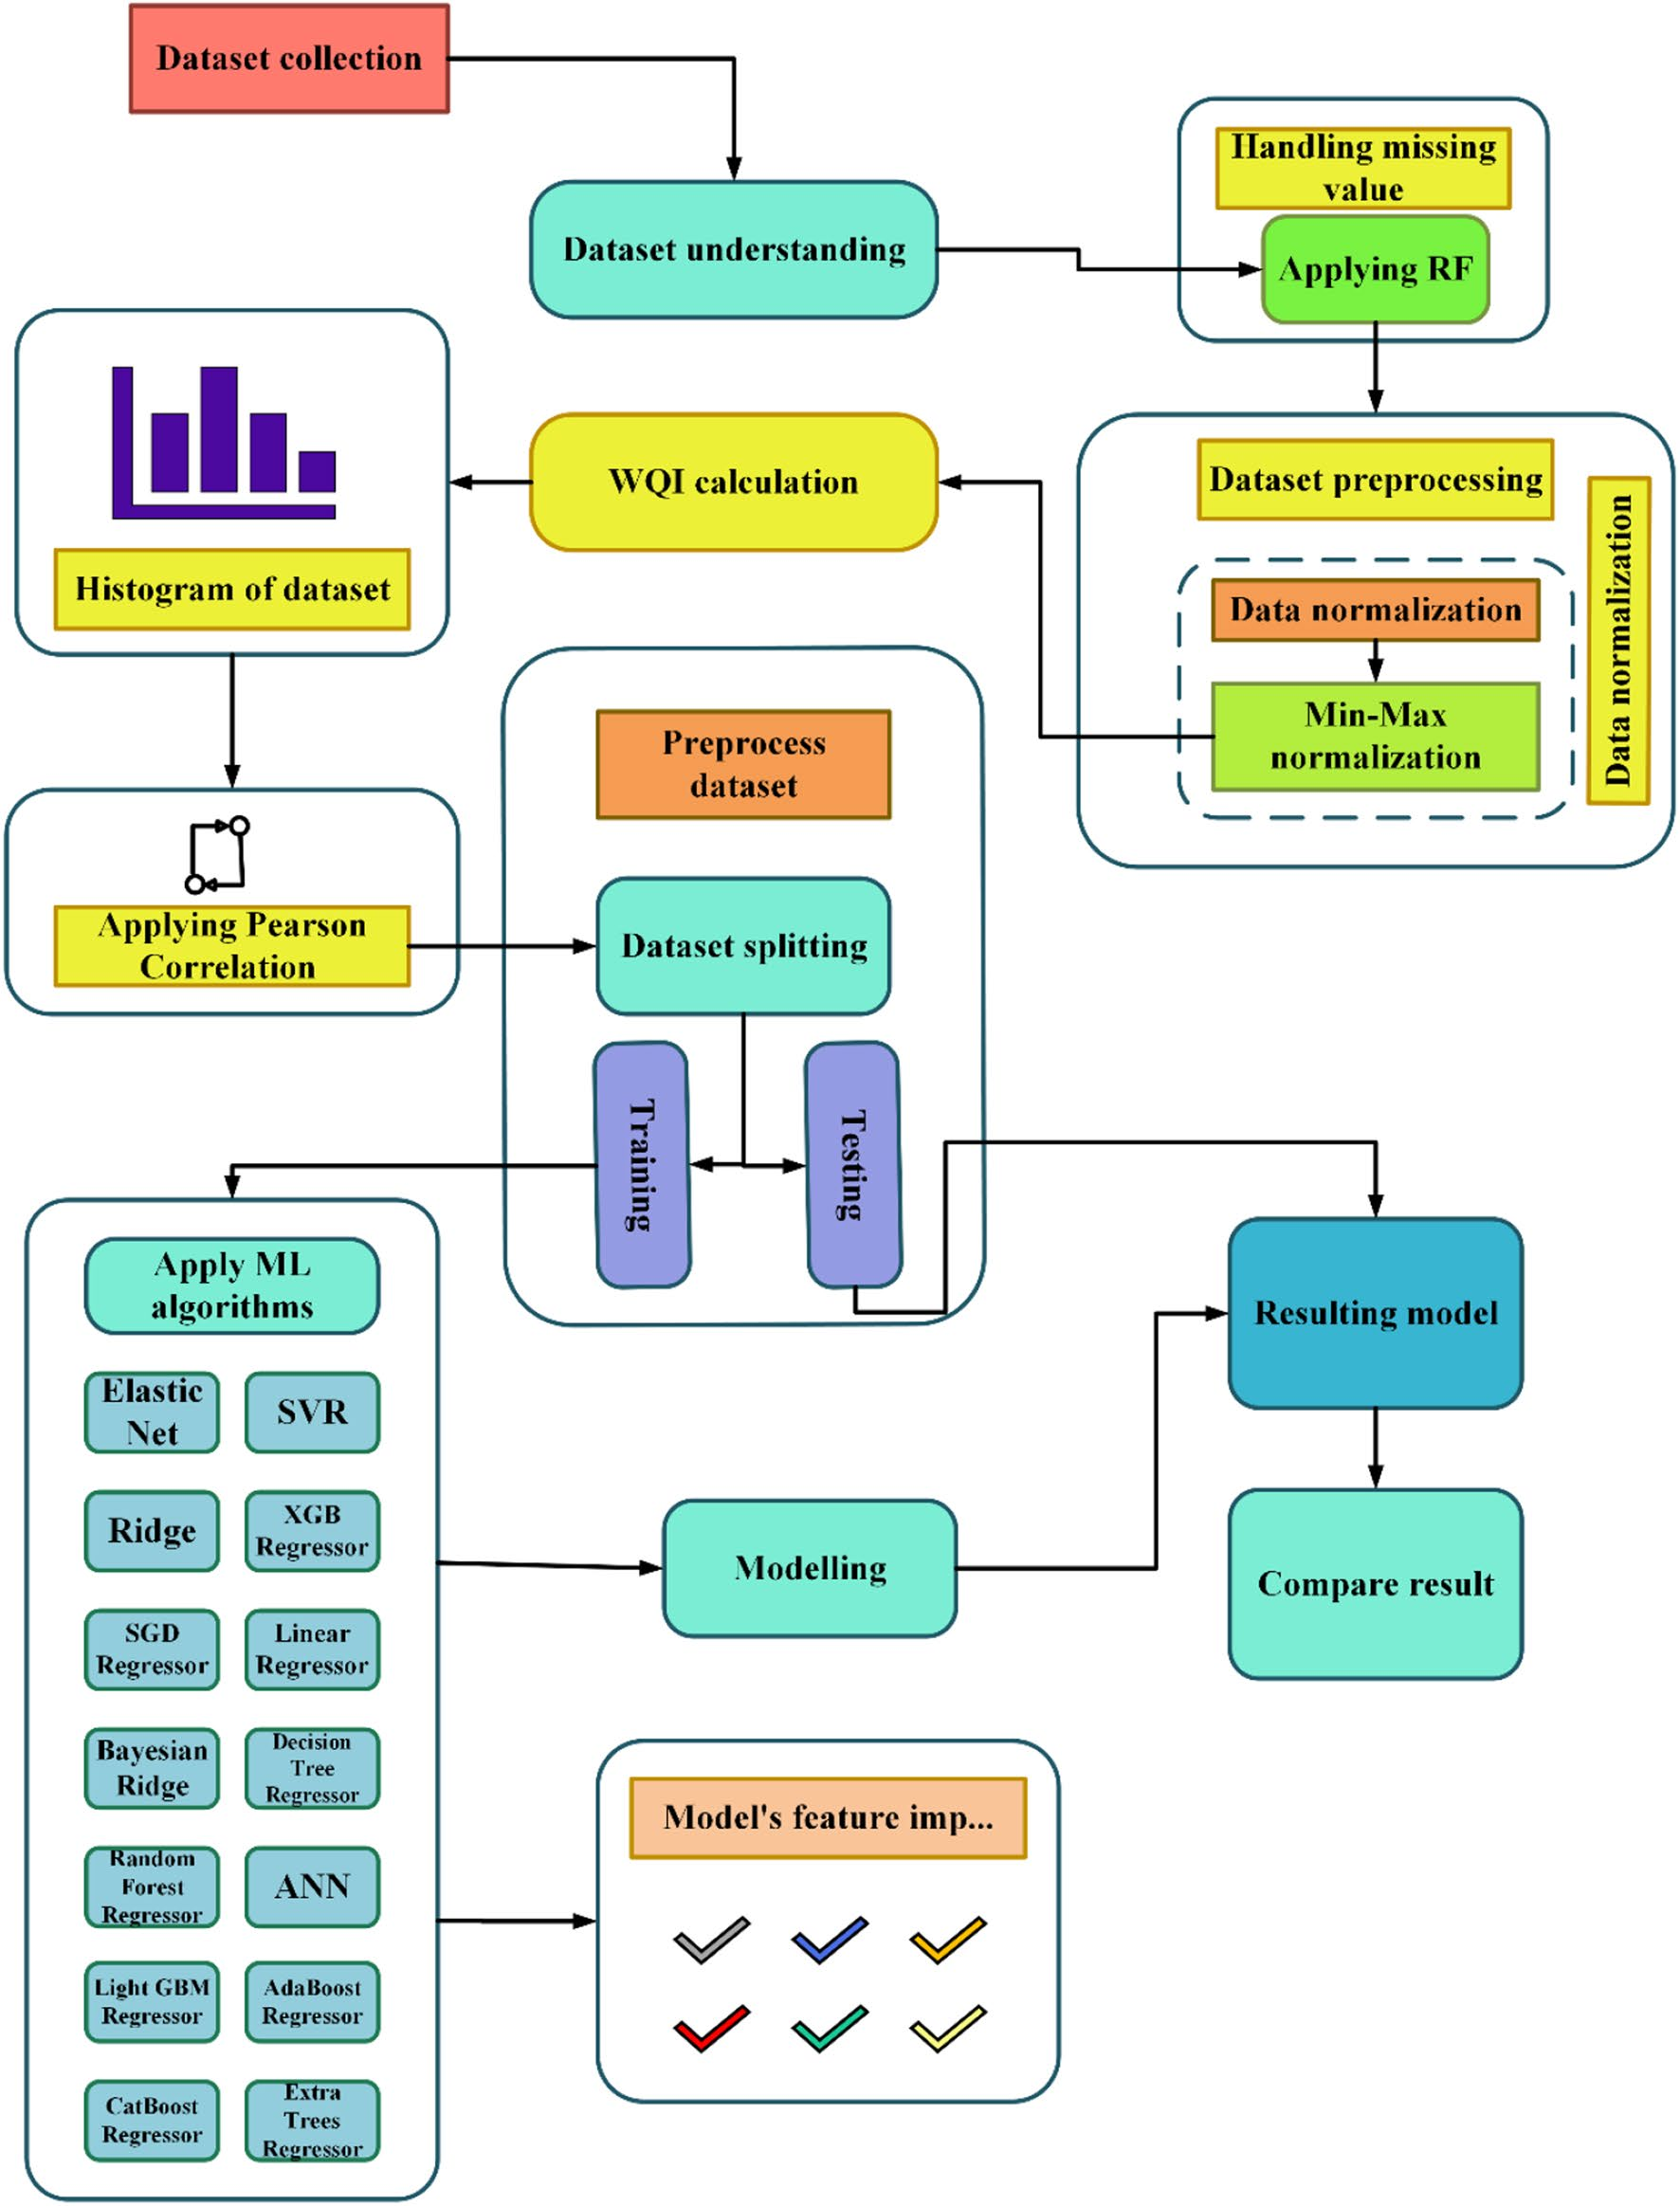 Dataset collection
Dataset understanding
Handling missing
value
Applying RF
Dataset preprocessing
Data normalization
Data normalization
Min-Max
normalization
WQI calculation
Histogram of dataset
Applying Pearson
Correlation
Preprocess
dataset
Dataset splitting
Training
Testing
Apply ML
algorithms
Elastic
Net
SVR
Ridge
XGB
Regressor
SGD
Regressor
Linear
Regressor
Bayesian
Ridge
Decision
Tree
Regressor
Random
Forest
Regressor
ANN
Light GBM
Regressor
AdaBoost
Regressor
CatBoost
Regressor
Extra
Trees
Regressor
Modelling
Resulting model
Compare result
Model's feature imp...